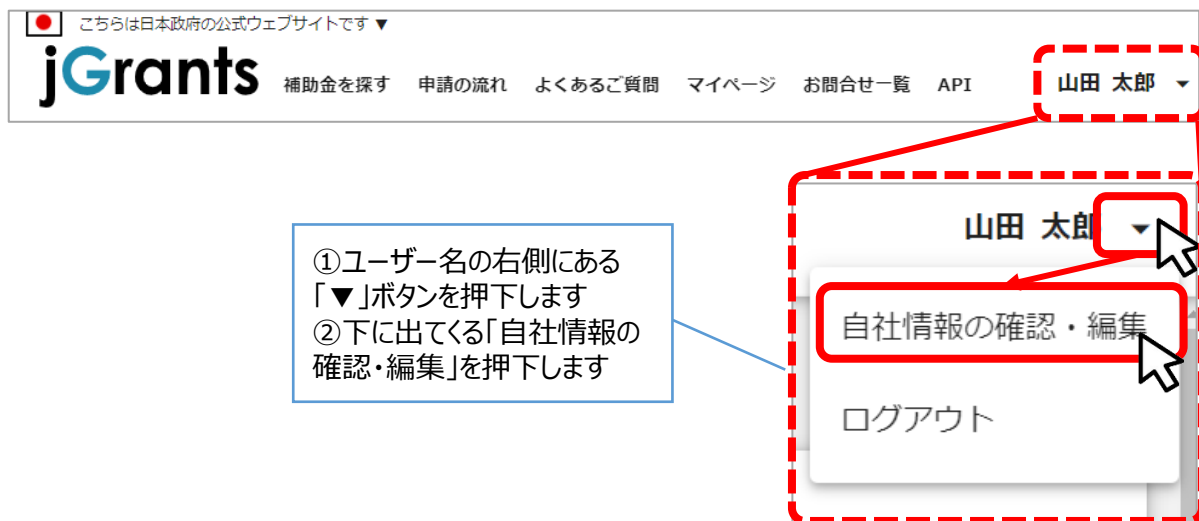 こちらは日本政府の公式ウェブサイトです ▼
jGrants 補助金を探す 申請の流れ よくあるご質問 マイページ お問合せ一覧 API 山田 太郎 ▼
山田 太郎 ▼
①ユーザー名の右側にある
「▼」ボタンを押下します
②下に出てくる「自社情報の
確認・編集」を押下します
自社情報の確認・編集
ログアウト